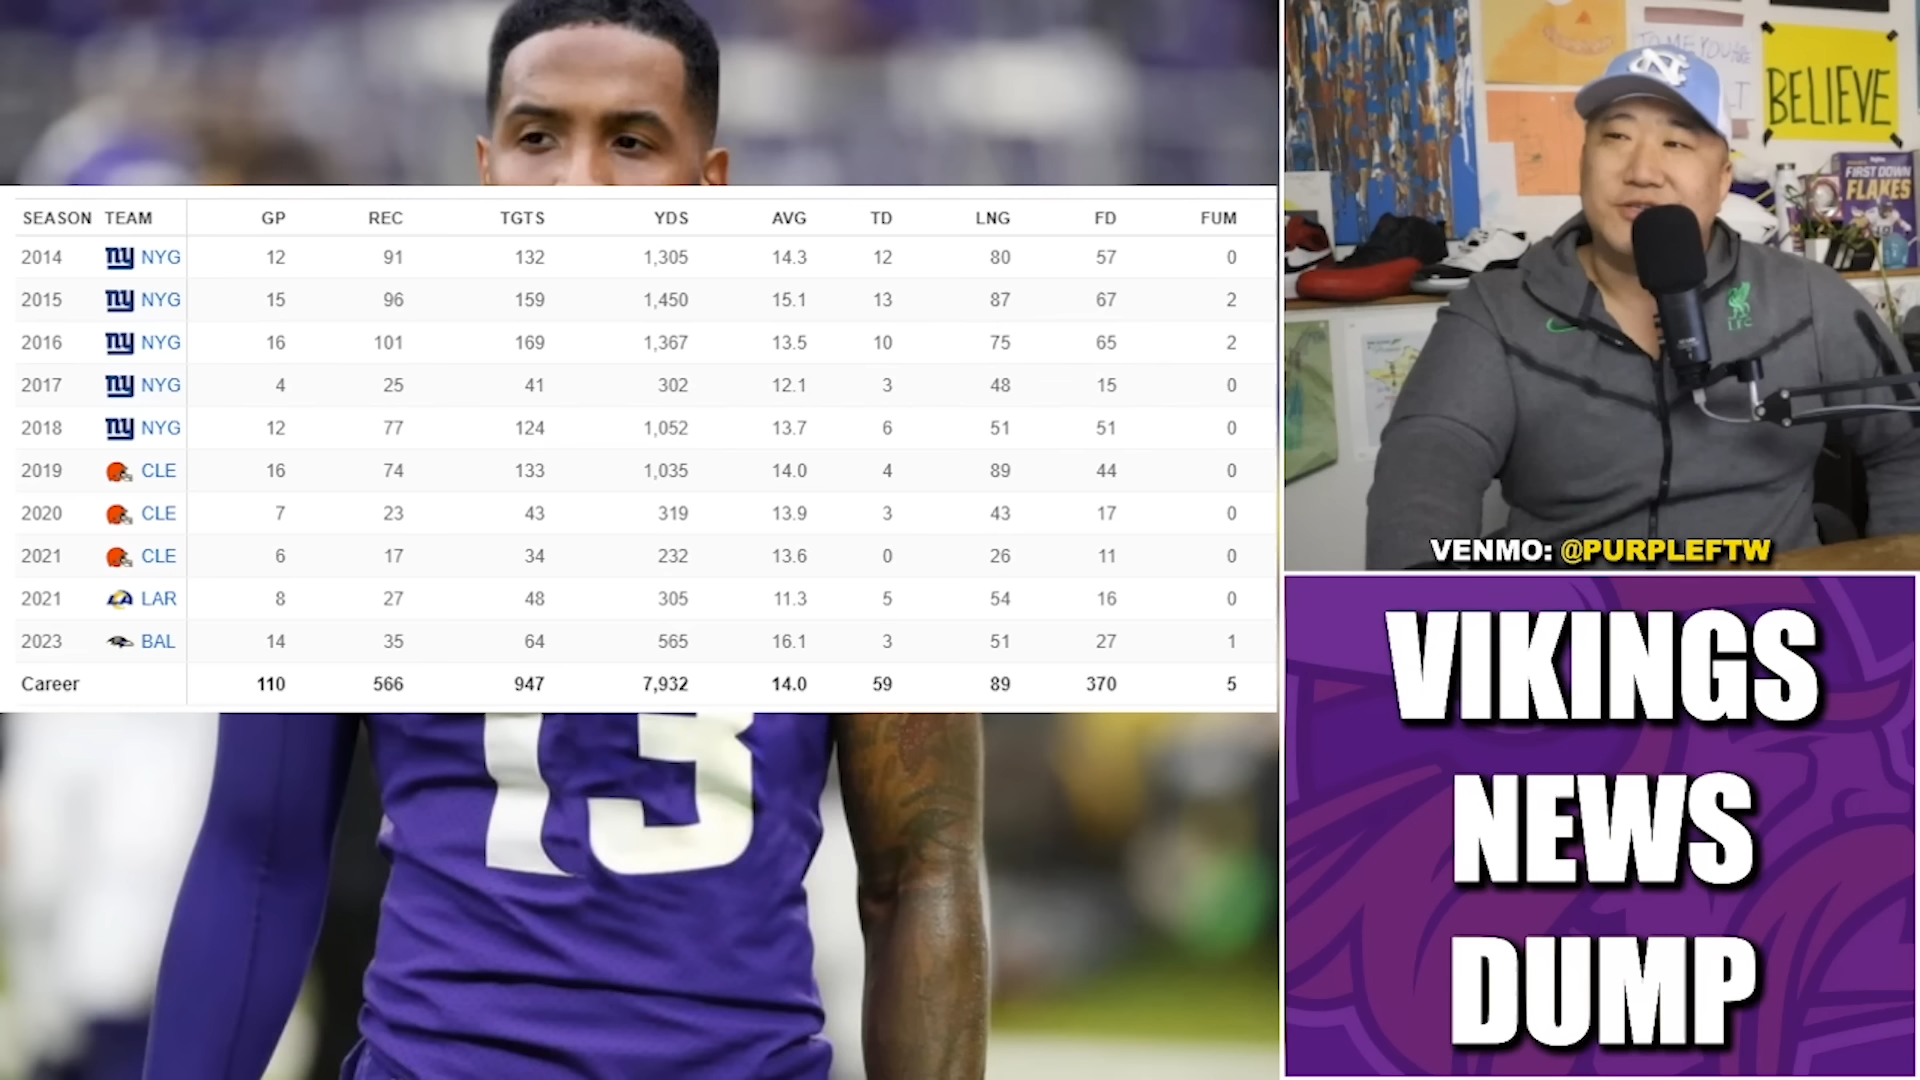 SEASON TEAM GP REC TGTS YDS AVG TD LNG FD FUM
2014 ny NYG 12 91 132 1,305 14.3 12 80 57 0
2015 ny NYG 15 96 159 1,450 15.1 13 87 67 2
2016 ny NYG 16 101 169 1,367 13.5 10 75 65 2
2017 ny NYG 4 25 41 302 12.1 3 48 15 0
2018 ny NYG 12 77 124 1,052 13.7 6 51 51 0
2019 CLE 16 74 133 1,035 14.0 4 89 44 0
2020 CLE 7 23 43 319 13.9 3 43 17 0
2021 CLE 6 17 34 232 13.6 0 26 11 0
2021 LAR 8 27 48 305 11.3 5 54 16 0
2023 BAL 14 35 64 565 16.1 3 51 27 1
Career 110 566 947 7,932 14.0 59 89 370 5
13
NC
BELIEVE
FIRST DOWN
FLAKES
LFC
VENMO: @PURPLEFTW
VIKINGS
NEWS
DUMP